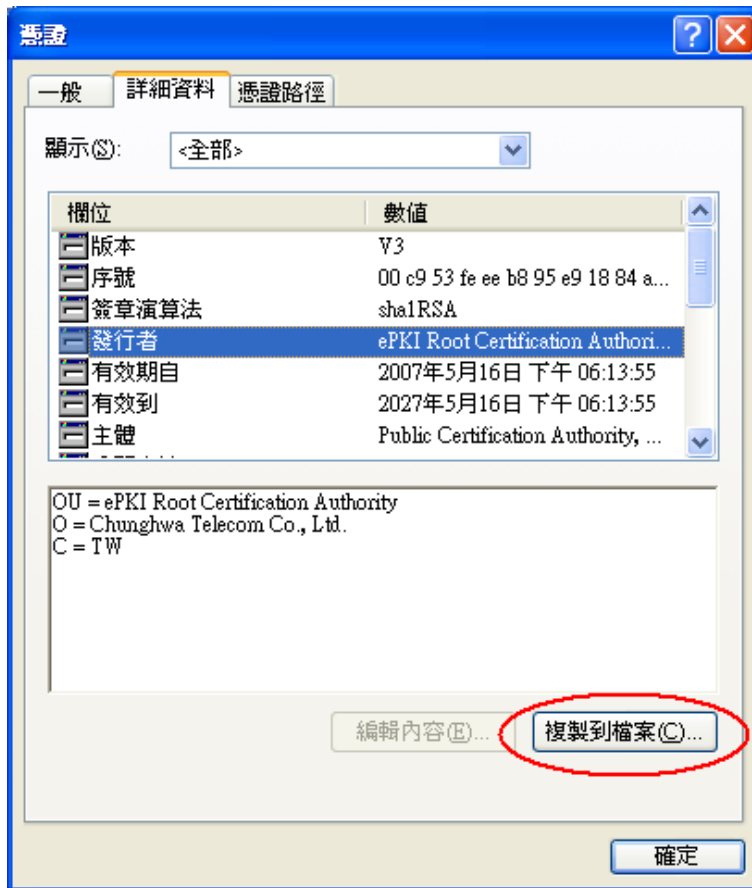 憑證
一般 詳細資料 憑證路徑
顯示(S): <全部>
欄位 數值
版本 V3
序號 00 c9 53 fe ee b8 95 e9 18 84 a...
簽章演算法 sha1RSA
發行者 ePKI Root Certification Authori...
有效期自 2007年5月16日 下午 06:13:55
有效到 2027年5月16日 下午 06:13:55
主體 Public Certification Authority, ...
OU = ePKI Root Certification Authority
O = Chunghwa Telecom Co., Ltd.
C = TW
編輯內容(E)... 複製到檔案(C)...
確定